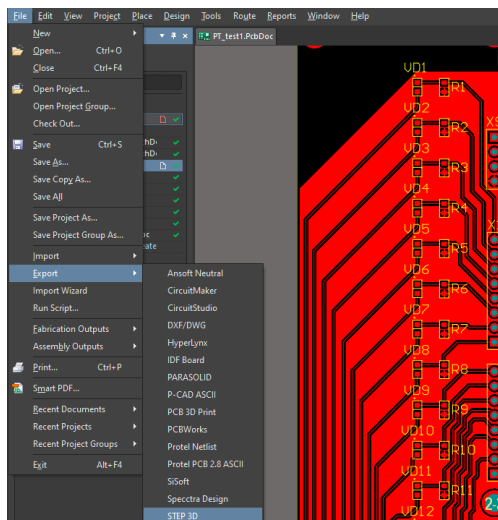 File Edit View Project Place Design Tools Route Reports Window Help
New
Open... Ctrl+O
Close Ctrl+F4
Open Project...
Open Project Group...
Check Out...
Save Ctrl+S
Save As...
Save Copy As...
Save All
Save Project As...
Save Project Group As...
Import
Export
Import Wizard
Run Script...
Fabrication Outputs
Assembly Outputs
Print... Ctrl+P
Smart PDF...
Recent Documents
Recent Projects
Recent Project Groups
Exit Alt+F4
Ansoft Neutral
CircuitMaker
CircuitStudio
DXF/DWG
HyperLynx
IDF Board
PARASOLID
P-CAD ASCII
PCB 3D Print
PCBWorks
Protel Netlist
Protel PCB 2.8 ASCII
SiSoft
Specctra Design
STEP 3D
PT_test1.PcbDoc
VD1
R1
VD2
R2
VD3
R3
VD4
R4
VD5
R5
VD6
R6
VD7
R7
VD8
R8
VD9
R9
VD10
R10
VD11
R11
VD12